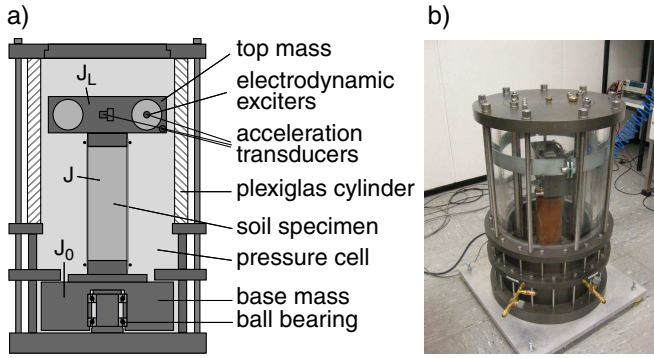 a)
b)
top mass
J_L
electrodynamic
exciters
acceleration
transducers
J
plexiglas cylinder
soil specimen
J_0
pressure cell
base mass
ball bearing